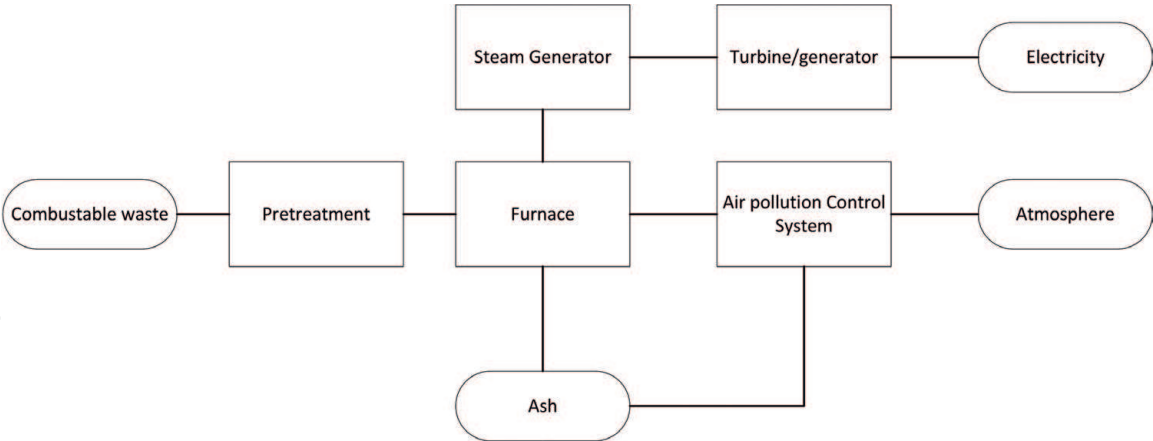 Steam Generator
Turbine/generator
Electricity
Combustable waste
Pretreatment
Furnace
Air pollution Control
System
Atmosphere
Ash